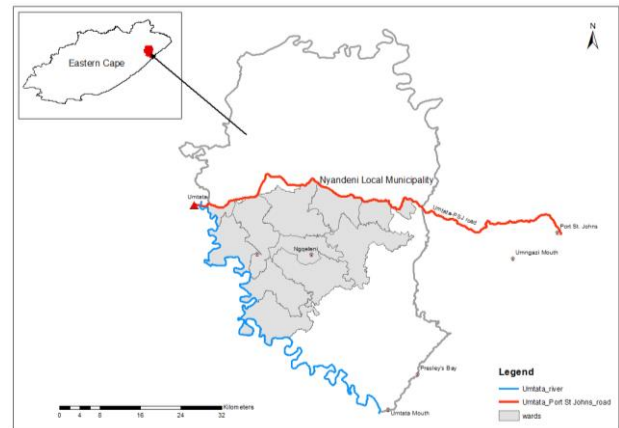 Eastern Cape
N
Nyandeni Local Municipality
Umtata
Umtata-PSJ road
Port St. Johns
Umngazi Mouth
Ngqeleni
Presley's Bay
Umtata Mouth
Legend
Umtata_river
Umtata_Port St Johns_road
wards
0 4 8 16 24 32
Kilometers